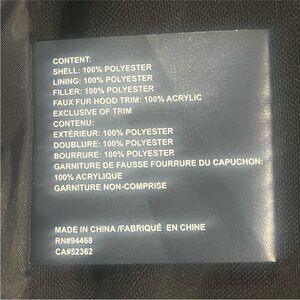 CONTENT:
SHELL: 100% POLYESTER
LINING: 100% POLYESTER
FILLER: 100% POLYESTER
FAUX FUR HOOD TRIM: 100% ACRYLIC
EXCLUSIVE OF TRIM
CONTENU:
EXTÉRIEUR: 100% POLYESTER
DOUBLURE: 100% POLYESTER
BOURRURE: 100% POLYESTER
GARNITURE DE FAUSSE FOURRURE DU CAPUCHON:
100% ACRYLIQUE
GARNITURE NON-COMPRISE
MADE IN CHINA /FABRIQUÉ EN CHINE
RN#94468
CA#52362